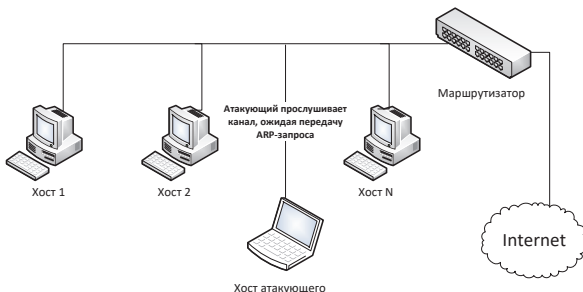 Маршрутизатор
Атакующий прослушивает
канал, ожидая передачу
ARP-запроса
Хост 1
Хост 2
Хост N
Internet
Хост атакующего